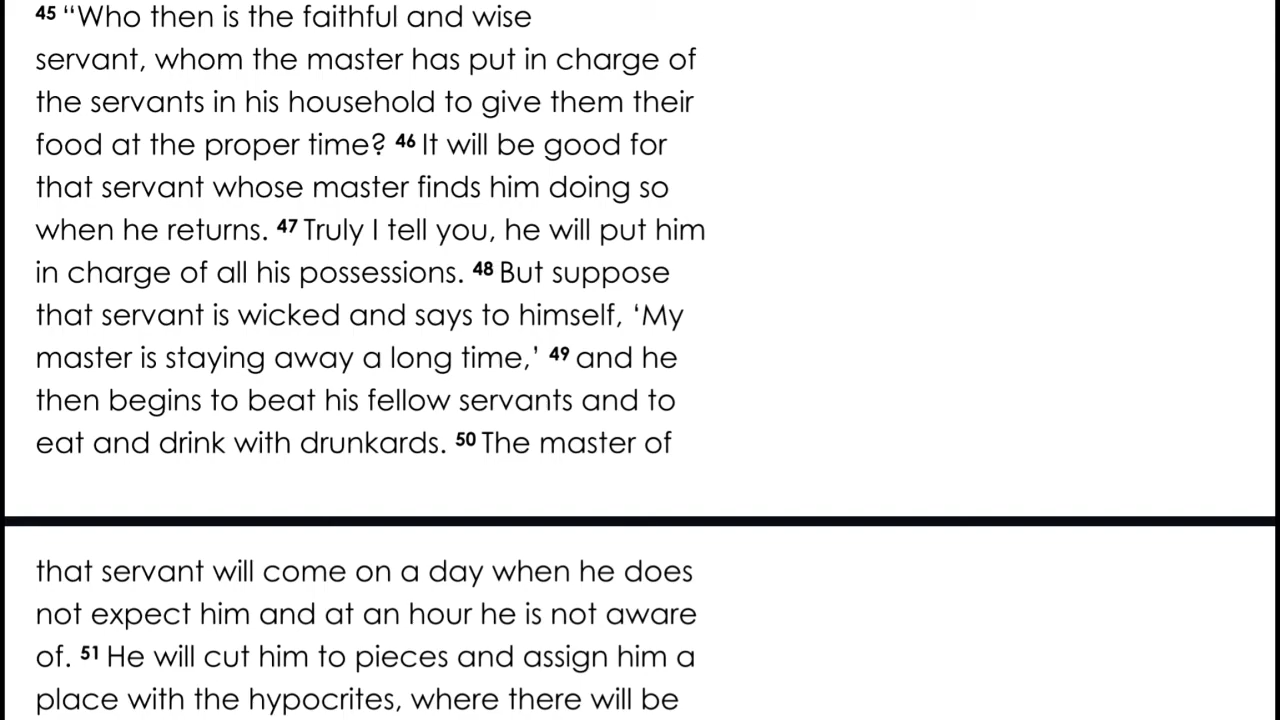 45 “Who then is the faithful and wise
servant, whom the master has put in charge of
the servants in his household to give them their
food at the proper time? 46 It will be good for
that servant whose master finds him doing so
when he returns. 47 Truly I tell you, he will put him
in charge of all his possessions. 48 But suppose
that servant is wicked and says to himself, ‘My
master is staying away a long time,’ 49 and he
then begins to beat his fellow servants and to
eat and drink with drunkards. 50 The master of
that servant will come on a day when he does
not expect him and at an hour he is not aware
of. 51 He will cut him to pieces and assign him a
place with the hypocrites, where there will be